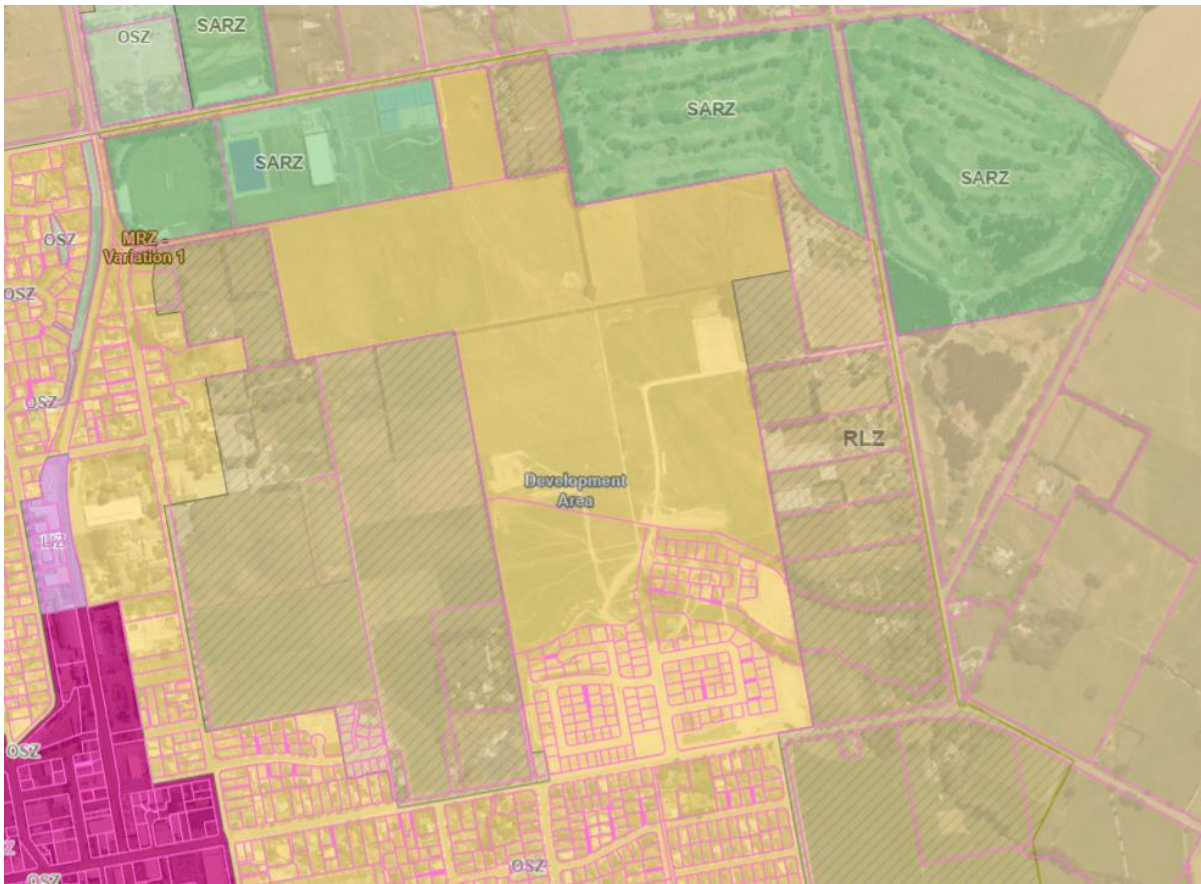 OSZ
SARZ
SARZ
SARZ
SARZ
OSZ
MRZ -
Variation 1
OSZ
OSZ
RLZ
Development
Area
OSZ
Z
OSZ
OSZ